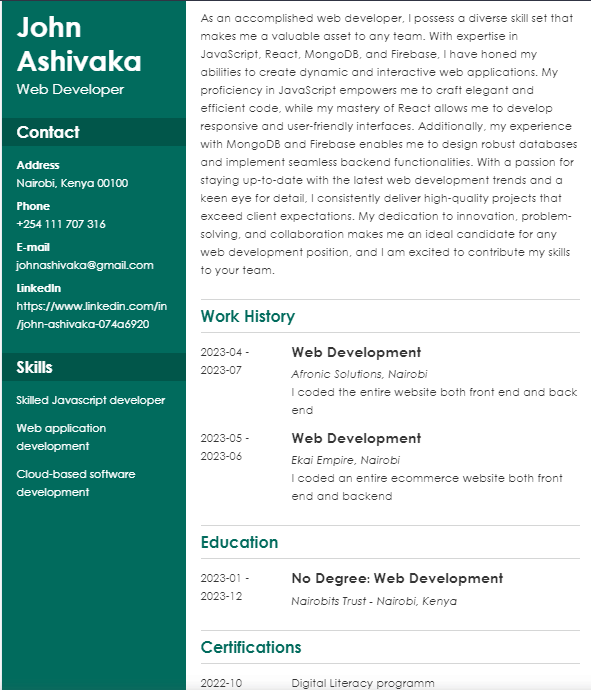 John
Ashivaka
Web Developer
Contact
Address
Nairobi, Kenya 00100
Phone
+254 111 707 316
E-mail
johnashivaka@gmail.com
LinkedIn
https://www.linkedin.com/in
/john-ashivaka-074a6920
Skills
Skilled Javascript developer
Web application
development
Cloud-based software
development
As an accomplished web developer, I possess a diverse skill set that
makes me a valuable asset to any team. With expertise in
JavaScript, React, MongoDB, and Firebase, I have honed my
abilities to create dynamic and interactive web applications. My
proficiency in JavaScript empowers me to craft elegant and
efficient code, while my mastery of React allows me to develop
responsive and user-friendly interfaces. Additionally, my experience
with MongoDB and Firebase enables me to design robust databases
and implement seamless backend functionalities. With a passion for
staying up-to-date with the latest web development trends and a
keen eye for detail, I consistently deliver high-quality projects that
exceed client expectations. My dedication to innovation, problem-
solving, and collaboration makes me an ideal candidate for any
web development position, and I am excited to contribute my skills
to your team.
Work History
2023-04 -
2023-07
Web Development
Afronic Solutions, Nairobi
I coded the entire website both front end and back
end
2023-05 -
2023-06
Web Development
Ekai Empire, Nairobi
I coded an entire ecommerce website both front
end and backend
Education
2023-01 -
2023-12
No Degree: Web Development
Nairobits Trust - Nairobi, Kenya
Certifications
2022-10
Digital Literacy programm